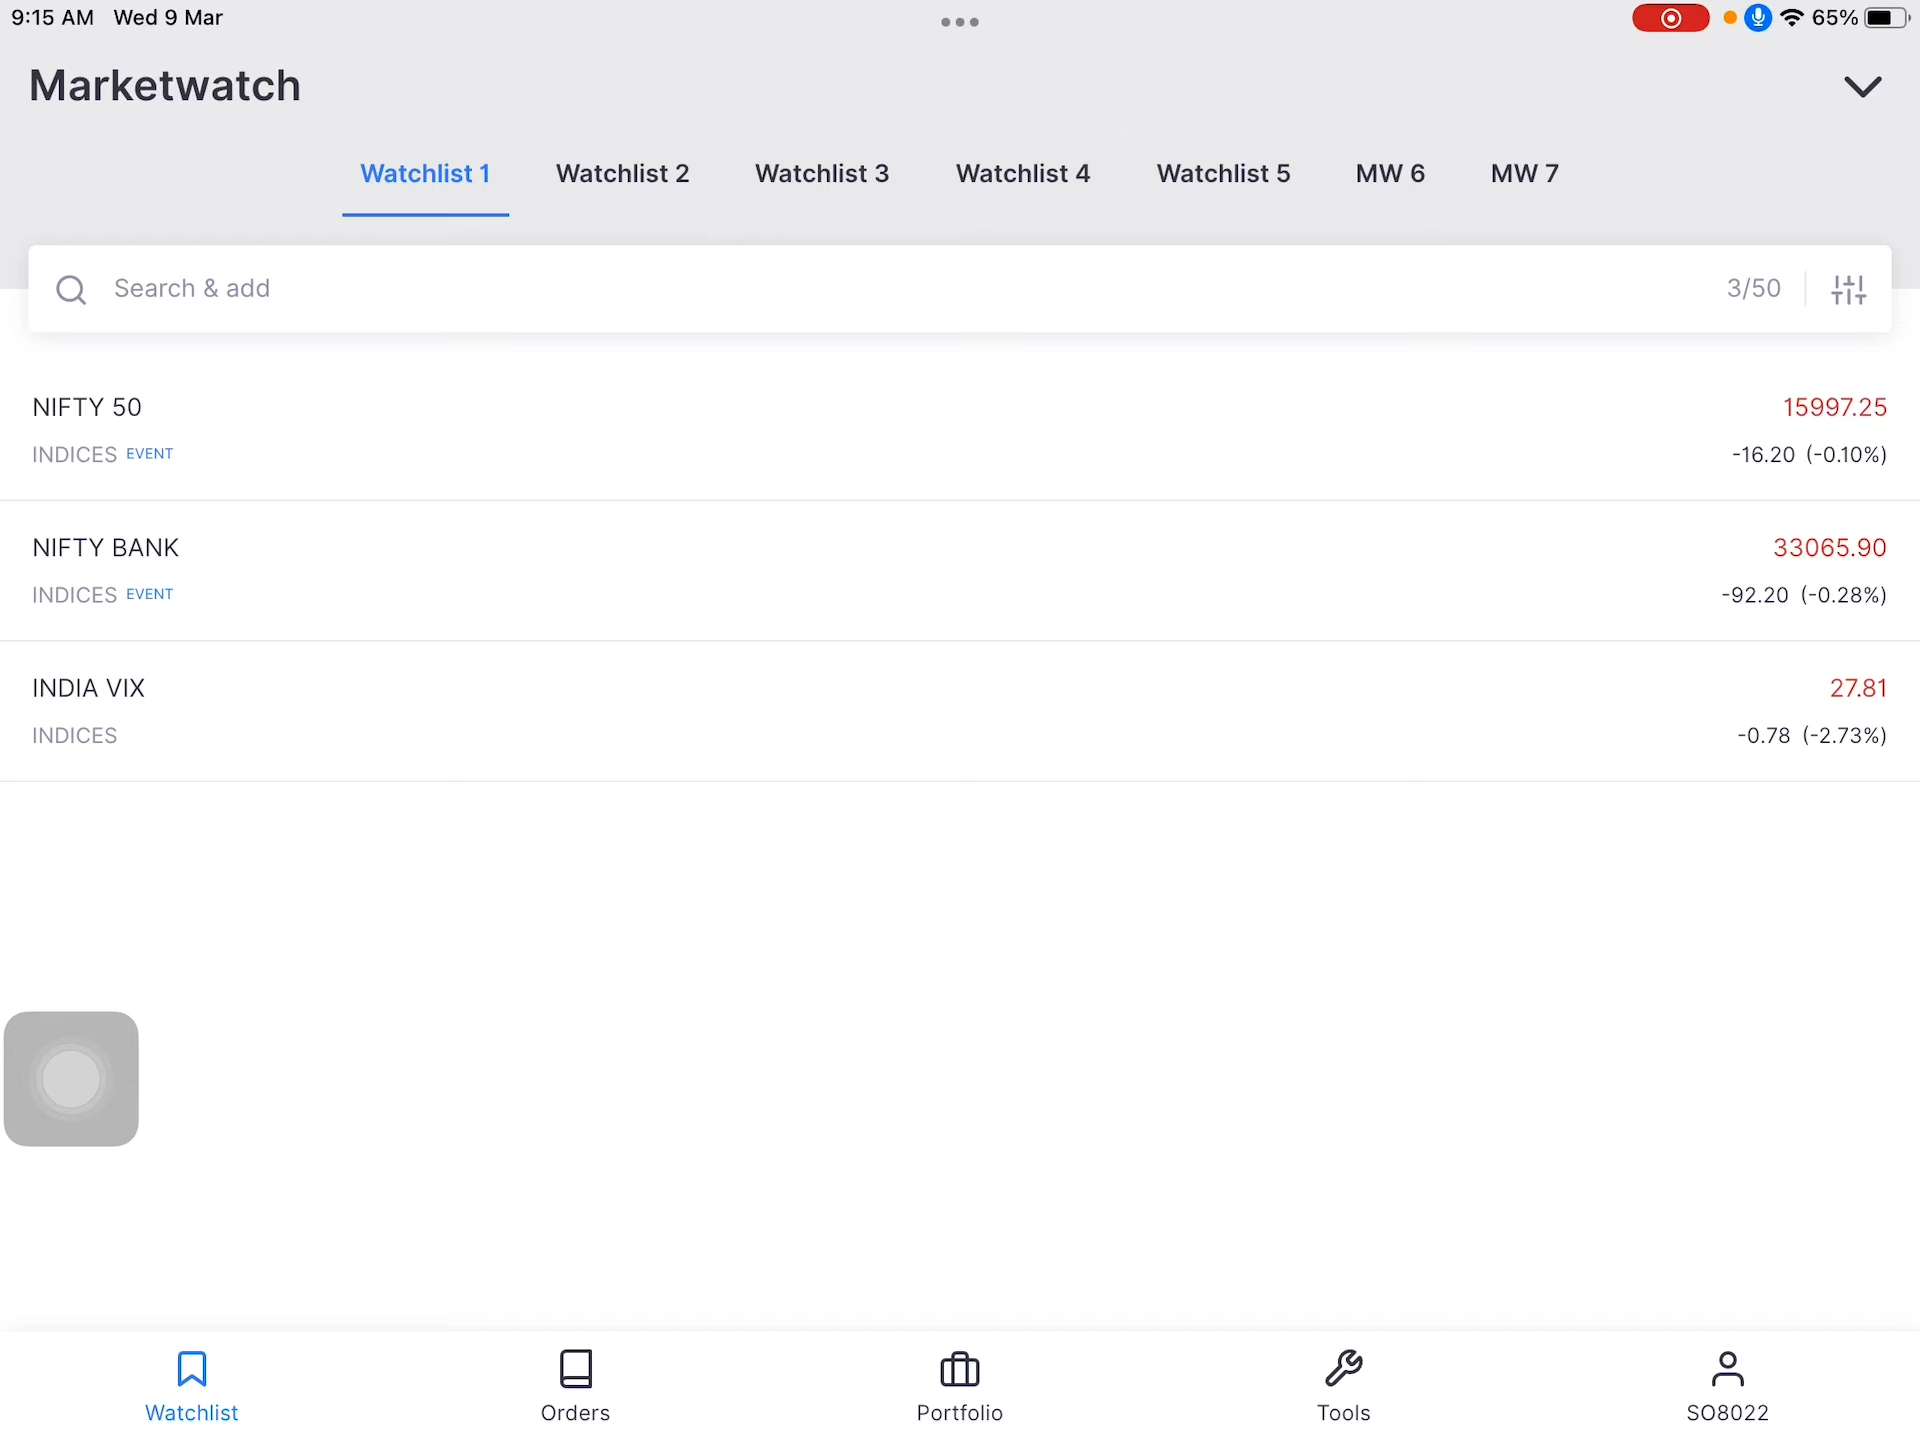 9:15 AM Wed 9 Mar
65%
Marketwatch
Watchlist 1 Watchlist 2 Watchlist 3 Watchlist 4 Watchlist 5 MW 6 MW 7
Search & add 3/50
NIFTY 50 15997.25
INDICES EVENT -16.20 (-0.10%)
NIFTY BANK 33065.90
INDICES EVENT -92.20 (-0.28%)
INDIA VIX 27.81
INDICES -0.78 (-2.73%)
Watchlist Orders Portfolio Tools SO8022